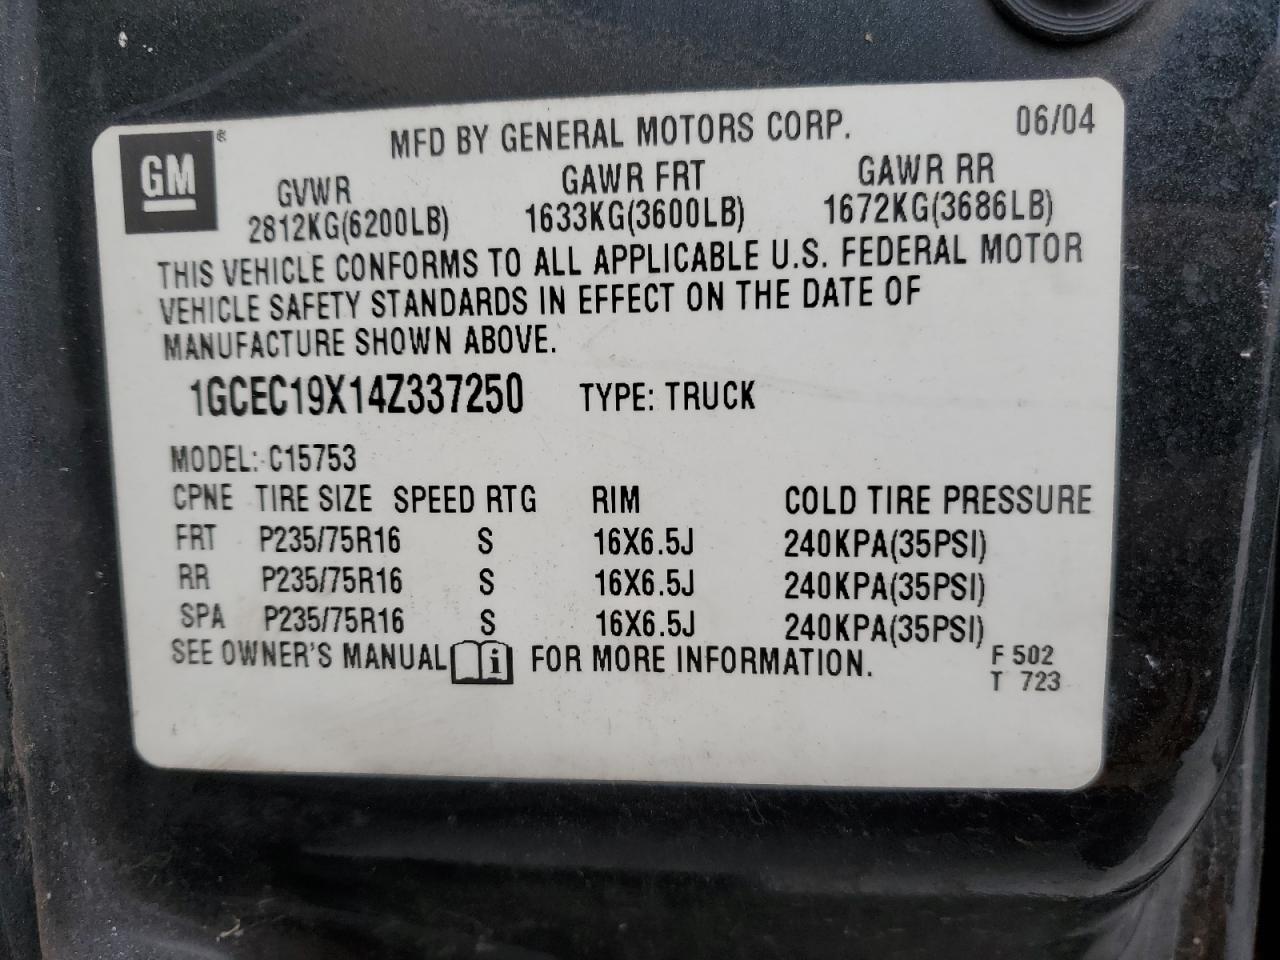 GM ® MFD BY GENERAL MOTORS CORP. 06/04
GVWR GAWR FRT GAWR RR
2812KG(6200LB) 1633KG(3600LB) 1672KG(3686LB)
THIS VEHICLE CONFORMS TO ALL APPLICABLE U.S. FEDERAL MOTOR
VEHICLE SAFETY STANDARDS IN EFFECT ON THE DATE OF
MANUFACTURE SHOWN ABOVE.
1GCEC19X14Z337250 TYPE: TRUCK
MODEL: C15753
CPNE TIRE SIZE SPEED RTG RIM COLD TIRE PRESSURE
FRT P235/75R16 S 16X6.5J 240KPA(35PSI)
RR P235/75R16 S 16X6.5J 240KPA(35PSI)
SPA P235/75R16 S 16X6.5J 240KPA(35PSI)
SEE OWNER'S MANUAL i FOR MORE INFORMATION.
F 502
T 723